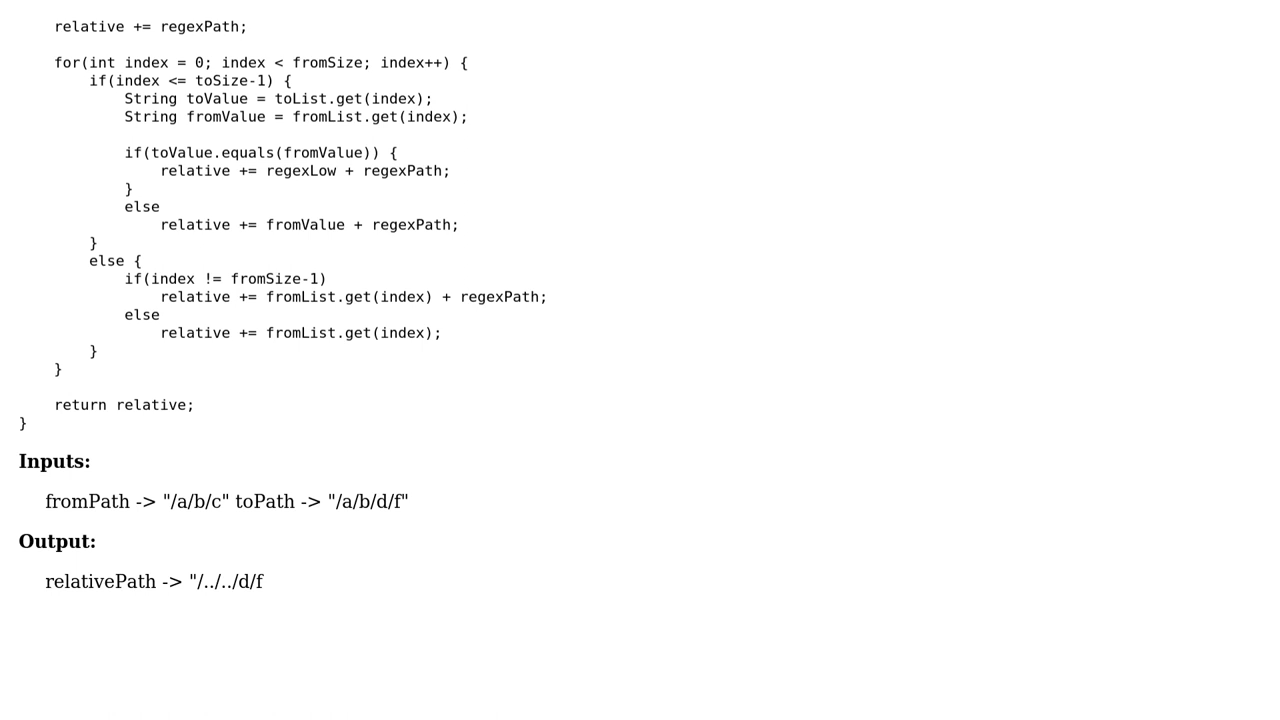 relative += regexPath;

    for(int index = 0; index < fromSize; index++) {
        if(index <= toSize-1) {
            String toValue = toList.get(index);
            String fromValue = fromList.get(index);

            if(toValue.equals(fromValue)) {
                relative += regexLow + regexPath;
            }
            else
                relative += fromValue + regexPath;
        }
        else {
            if(index != fromSize-1)
                relative += fromList.get(index) + regexPath;
            else
                relative += fromList.get(index);
        }
    }

    return relative;
}
Inputs:
fromPath -> "/a/b/c" toPath -> "/a/b/d/f"
Output:
relativePath -> "/../../d/f